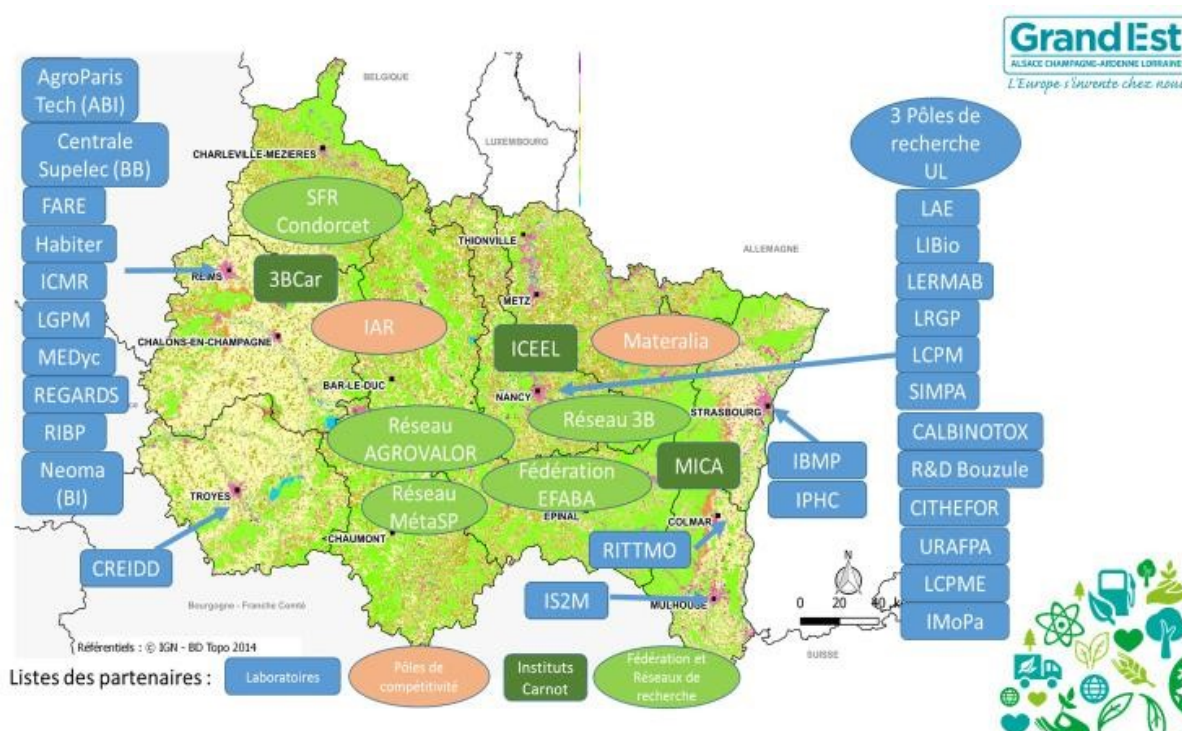 Grand Est
ALSACE CHAMPAGNE-ARDENNE LORRAINE
L'Europe s'invente chez nous
AgroParis
Tech (ABI)
Centrale
Supelec (BB)
FARE
Habiter
ICMR
LGPM
MEDyc
REGARDS
RIBP
Neoma
(BI)
CREIDD
BELGIQUE
LUXEMBOURG
ALLEMAGNE
CHARLEVILLE-MEZIERES
SFR
Condorcet
THIONVILLE
REIMS
3BCar
METZ
IAR
CHALONS-EN-CHAMPAGNE
ICEEL
Materalia
BAR-LE-DUC
NANCY
STRASBOURG
Réseau
AGROVALOR
Réseau 3B
Fédération
EFABA
MICA
IBMP
IPHC
TROYES
Réseau
MétaSP
EPINAL
COLMAR
CHAUMONT
RITTMO
IS2M
MULHOUSE
N
0 20 40 k
Bourgogne - Franche Comté
SUISSE
Référentiels : © IGN - BD Topo 2014
3 Pôles de
recherche
UL
LAE
LIBio
LERMAB
LRGP
LCPM
SIMPA
CALBINOTOX
R&D Bouzule
CITHEFOR
URAFPA
LCPME
IMoPa
Listes des partenaires :
Laboratoires
Pôles de
compétitivité
Instituts
Carnot
Fédération et
Réseaux de
recherche